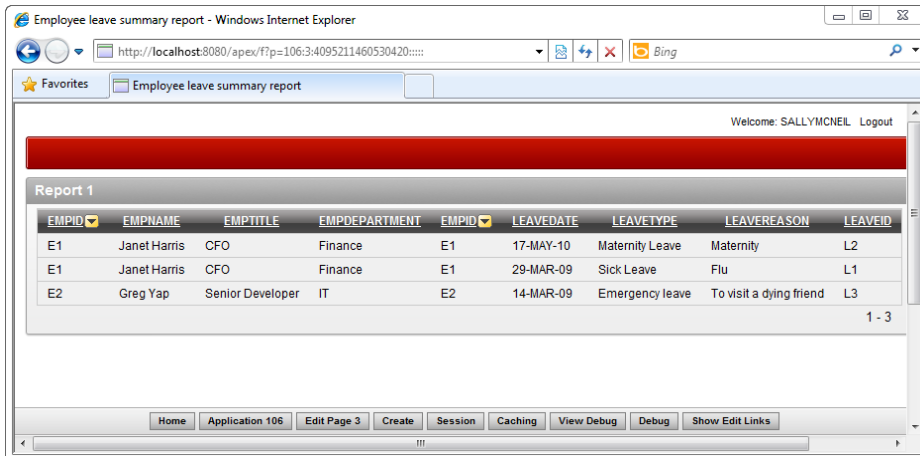 Employee leave summary report - Windows Internet Explorer
http://localhost:8080/apex/f?p=106:3:4095211460530420:::::
Bing
Favorites
Employee leave summary report
Welcome: SALLYMCNEIL Logout
Report 1
EMPID EMPNAME EMPTITLE EMPDEPARTMENT EMPID LEAVEDATE LEAVETYPE LEAVEREASON LEAVEID
E1 Janet Harris CFO Finance E1 17-MAY-10 Maternity Leave Maternity L2
E1 Janet Harris CFO Finance E1 29-MAR-09 Sick Leave Flu L1
E2 Greg Yap Senior Developer IT E2 14-MAR-09 Emergency leave To visit a dying friend L3
1 - 3
Home Application 106 Edit Page 3 Create Session Caching View Debug Debug Show Edit Links